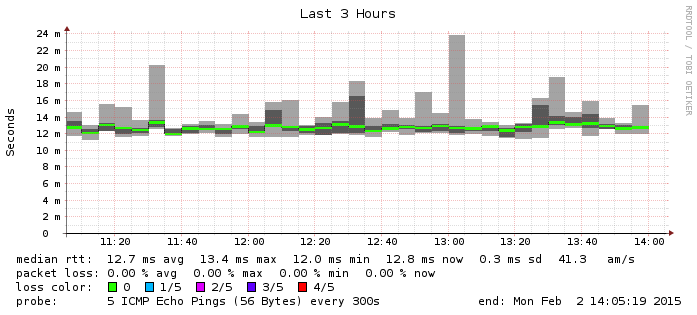 Last 3 Hours
RRDTOOL / TOBI OETIKER
Seconds
24 m
22 m
20 m
18 m
16 m
14 m
12 m
10 m
8 m
6 m
4 m
2 m
0
11:20 11:40 12:00 12:20 12:40 13:00 13:20 13:40 14:00
median rtt: 12.7 ms avg 13.4 ms max 12.0 ms min 12.8 ms now 0.3 ms sd 41.3 am/s
packet loss: 0.00 % avg 0.00 % max 0.00 % min 0.00 % now
loss color: 0 1/5 2/5 3/5 4/5
probe: 5 ICMP Echo Pings (56 Bytes) every 300s end: Mon Feb 2 14:05:19 2015